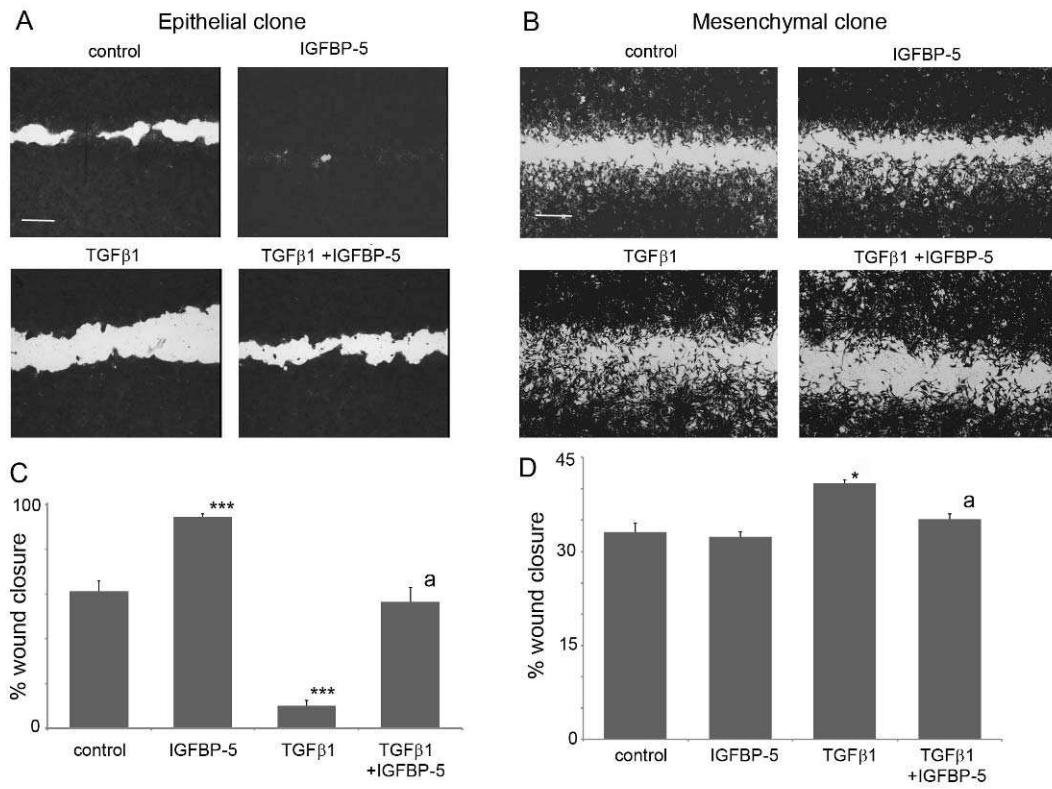 A Epithelial clone
control IGFBP-5
TGFβ1 TGFβ1 +IGFBP-5
B Mesenchymal clone
control IGFBP-5
TGFβ1 TGFβ1 +IGFBP-5
C
% wound closure
100
0
***
***
a
control IGFBP-5 TGFβ1 TGFβ1
+IGFBP-5
D
% wound closure
45
30
15
0
*
a
control IGFBP-5 TGFβ1 TGFβ1
+IGFBP-5